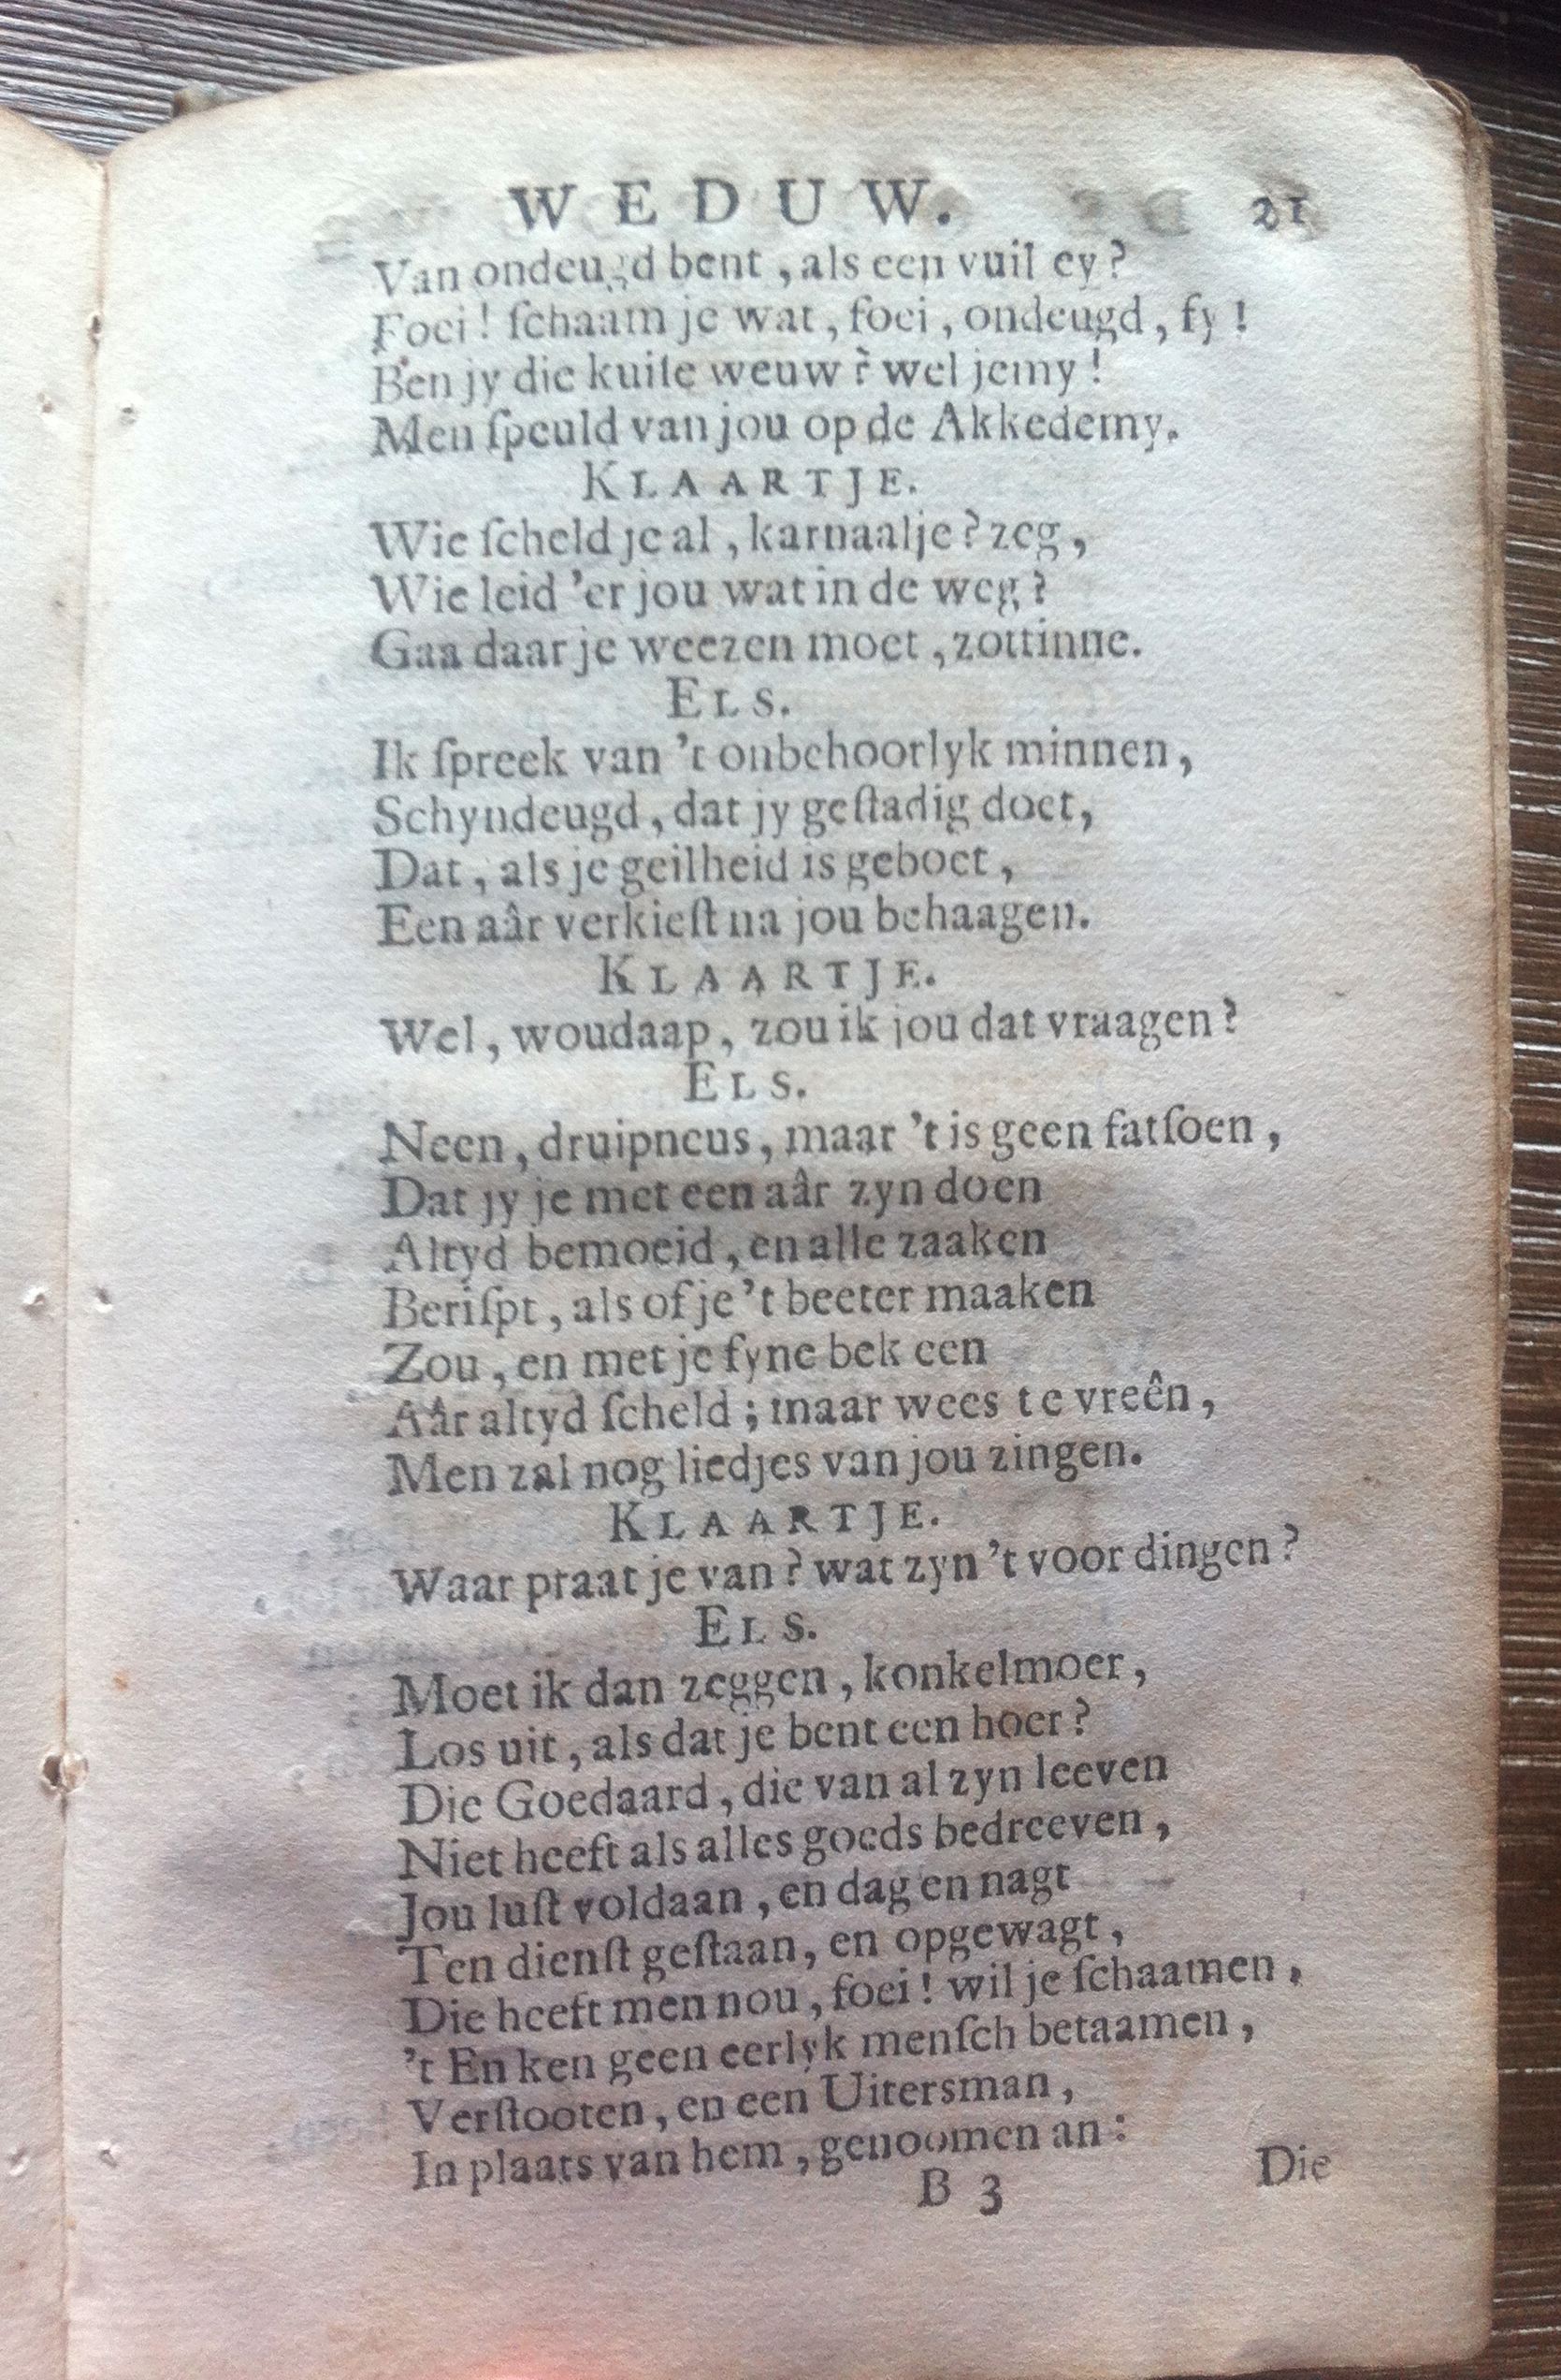 WEDUW. 21
Van ondeugd bent, als een vuil ey?
Foei! ſchaam je wat, foei, ondeugd, fy!
Ben jy die kuiſe weuw? wel jemy!
Men ſpeuld van jou op de Akkedemy.
KLAARTJE.
Wie ſcheld je al, karnaalje? zeg,
Wie leid 'er jou wat in de weg?
Gaa daar je weezen moet, zottinne.
ELS.
Ik ſpreek van 't onbehoorlyk minnen,
Schyndeugd, dat jy geſtadig doet,
Dat, als je geilheid is geboet,
Een aâr verkieſt na jou behaagen.
KLAARTJE.
Wel, woudaap, zou ik jou dat vraagen?
ELS.
Neen, druipneus, maar 't is geen fatſoen,
Dat jy je met een aâr zyn doen
Altyd bemoeid, en alle zaaken
Beriſpt, als of je 't beeter maaken
Zou, en met je fyne bek een
Aâr altyd ſcheld; maar wees te vreên,
Men zal nog liedjes van jou zingen.
KLAARTJE.
Waar praat je van? wat zyn 't voor dingen?
ELS.
Moet ik dan zeggen, konkelmoer,
Los uit, als dat je bent een hoer?
Die Goedaard, die van al zyn leeven
Niet heeft als alles goeds bedreeven,
Jou luſt voldaan, en dag en nagt
Ten dienſt geſtaan, en opgewagt,
Die heeft men nou, foei! wil je ſchaamen,
't En ken geen eerlyk menſch betaamen,
Verſtooten, en een Uitersman,
In plaats van hem, genoomen an:
B 3 Die